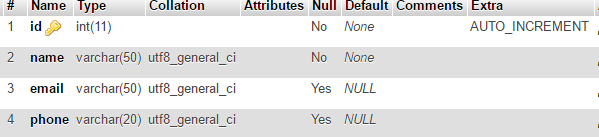 # Name Type Collation Attributes Null Default Comments Extra
1 id int(11) No None AUTO_INCREMENT
2 name varchar(50) utf8_general_ci No None
3 email varchar(50) utf8_general_ci Yes NULL
4 phone varchar(20) utf8_general_ci Yes NULL